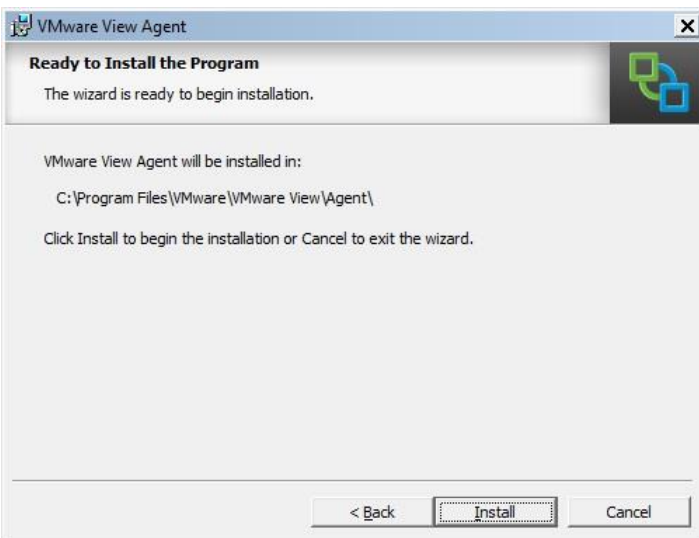 VMware View Agent
Ready to Install the Program
The wizard is ready to begin installation.
VMware View Agent will be installed in:
C:\Program Files\VMware\VMware View\Agent\
Click Install to begin the installation or Cancel to exit the wizard.
< Back Install Cancel